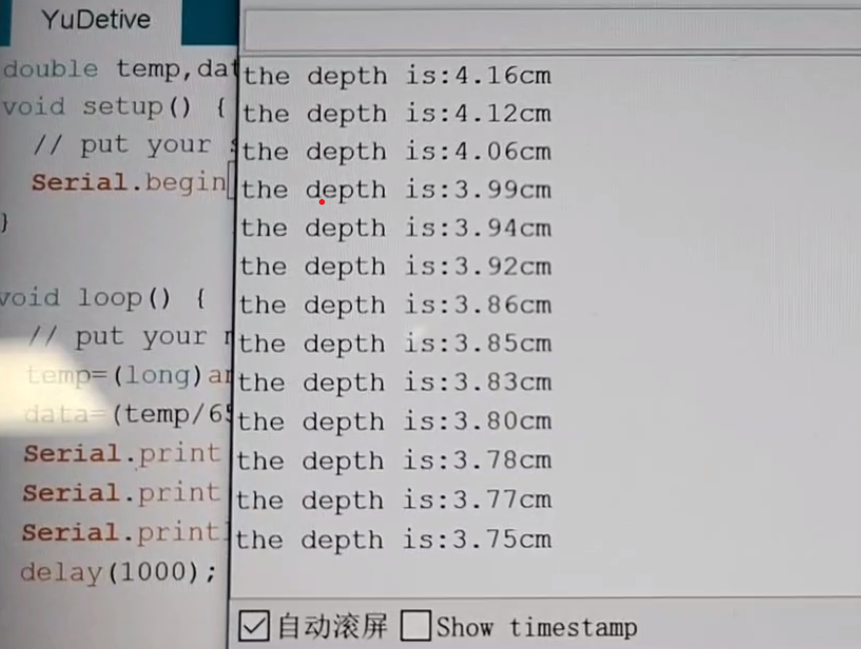 YuDetive
double temp,dat
void setup() {
// put your s
Serial.begin
}
void loop() {
// put your
temp=(long)an
data=(temp/65
Serial.print
Serial.print
Serial.print
delay(1000);
the depth is:4.16cm
the depth is:4.12cm
the depth is:4.06cm
the depth is:3.99cm
the depth is:3.94cm
the depth is:3.92cm
the depth is:3.86cm
the depth is:3.85cm
the depth is:3.83cm
the depth is:3.80cm
the depth is:3.78cm
the depth is:3.77cm
the depth is:3.75cm
自动滚屏 Show timestamp